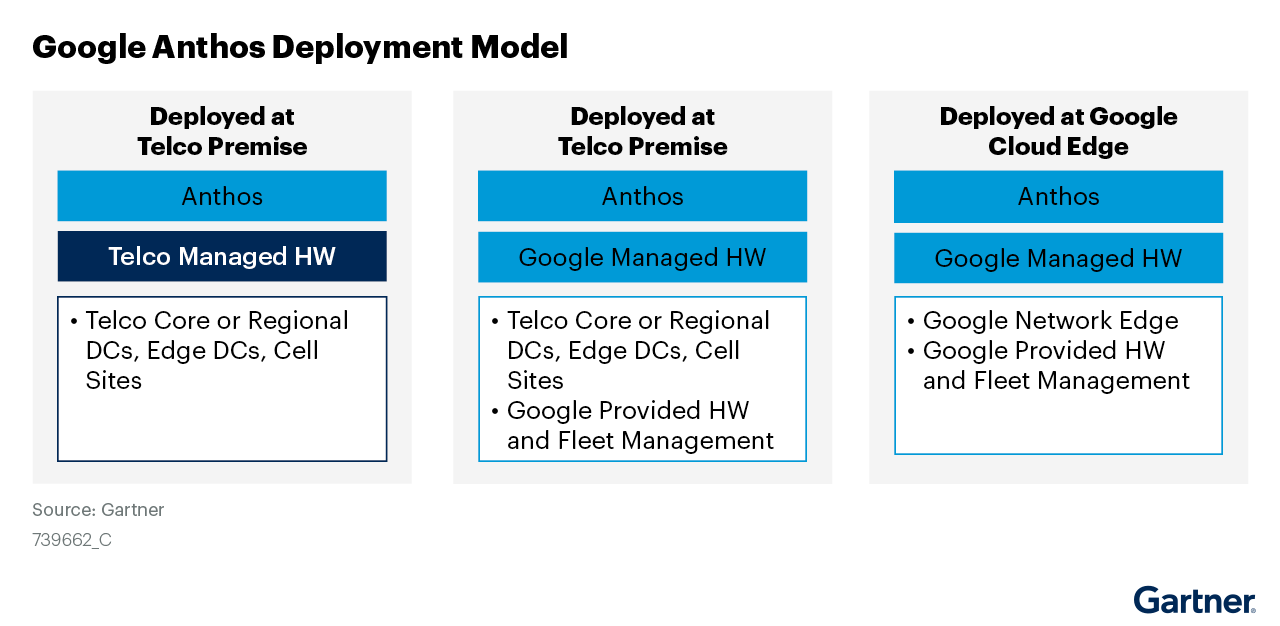 Google Anthos Deployment Model
Deployed at
Telco Premise
Anthos
Telco Managed HW
• Telco Core or Regional
DCs, Edge DCs, Cell
Sites
Deployed at
Telco Premise
Anthos
Google Managed HW
• Telco Core or Regional
DCs, Edge DCs, Cell
Sites
• Google Provided HW
and Fleet Management
Deployed at Google
Cloud Edge
Anthos
Google Managed HW
• Google Network Edge
• Google Provided HW
and Fleet Management
Source: Gartner
739662_C
Gartner®